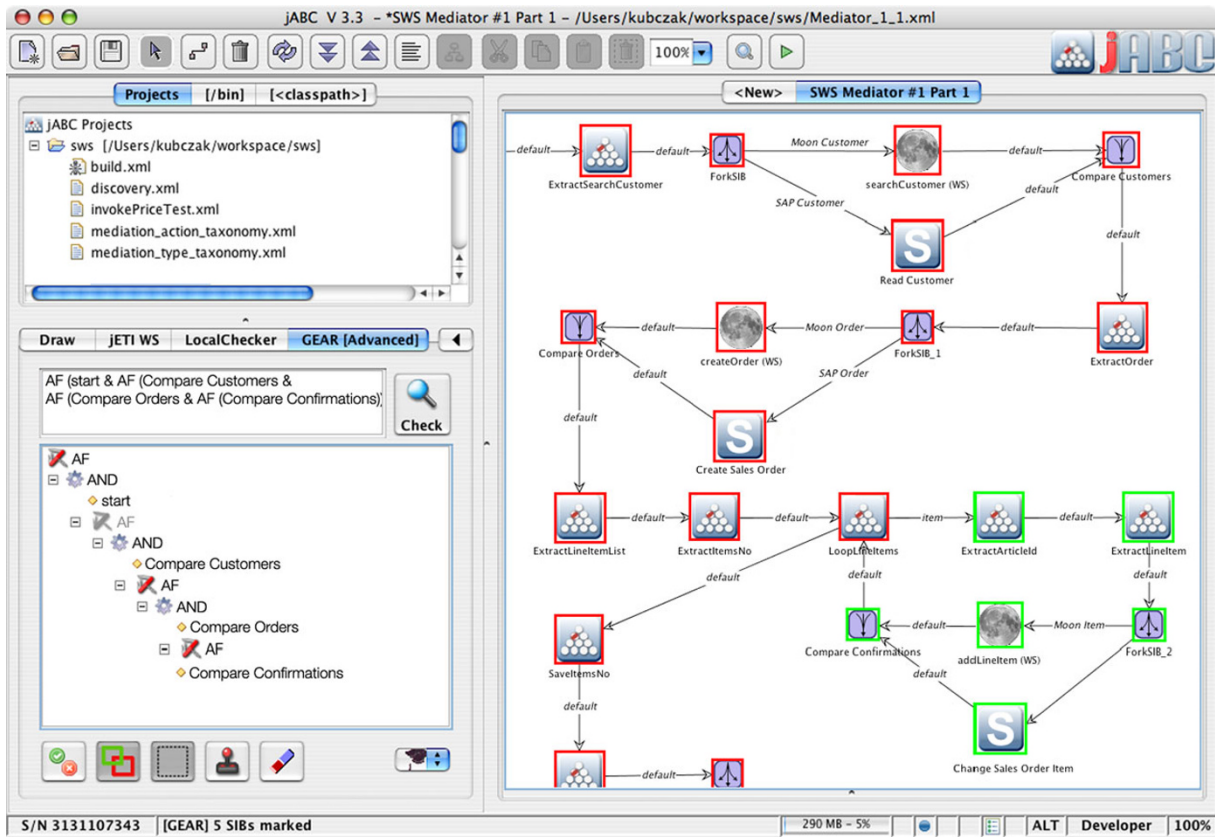 jABC V 3.3 - *SWS Mediator #1 Part 1 - /Users/kubczak/workspace/sws/Mediator_1_1.xml
100%
jABC
Projects [/bin] [<classpath>]
jABC Projects
sws [/Users/kubczak/workspace/sws]
build.xml
discovery.xml
invokePriceTest.xml
mediation_action_taxonomy.xml
mediation_type_taxonomy.xml
Draw jETI WS LocalChecker GEAR [Advanced]
AF (start & AF (Compare Customers &
AF (Compare Orders & AF (Compare Confirmations))
Check
AF
AND
start
AF
AND
Compare Customers
AF
AND
Compare Orders
AF
Compare Confirmations
<New> SWS Mediator #1 Part 1
default default Moon Customer default
ExtractSearchCustomer ForkSIB searchCustomer (WS) Compare Customers
SAP Customer default
S
Read Customer
default
default Moon Order default
Compare Orders createOrder (WS) ForkSIB_1 ExtractOrder
default SAP Order
default
S
Create Sales Order
default default item default
ExtractLineItemList ExtractItemsNo LoopLineItems ExtractArticleId ExtractLineItem
default default default
default Moon Item
Compare Confirmations addLineItem (WS) ForkSIB_2
SaveItemsNo
default
default
S
Change Sales Order Item
default
S/N 3131107343 [GEAR] 5 SIBs marked 290 MB - 5% ALT Developer 100%